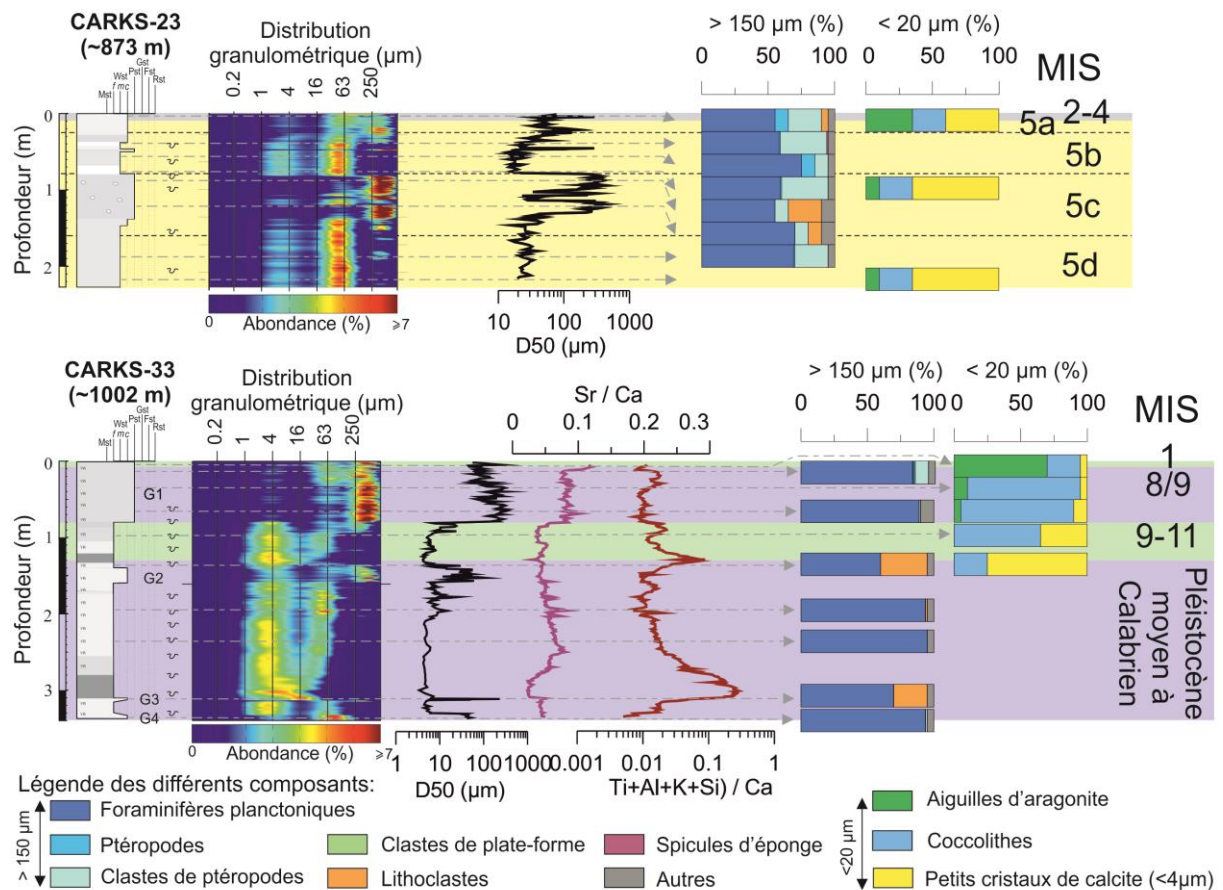 CARKS-23
(~873 m)
Mst Wst Pst Gst Fst Rst
f m c
Distribution
granulométrique (µm)
0.2 1 4 16 63 250
> 150 µm (%)
0 50 100
< 20 µm (%)
0 50 100
MIS
Profondeur (m)
0
1
2
2-4
5a
5b
5c
5d
0 ⩾7
Abondance (%)
10 100 1000
D50 (µm)
CARKS-33
(~1002 m)
Mst Wst Pst Gst Fst Rst
f m c
Distribution
granulométrique (µm)
0.2 1 4 16 63 250
Sr / Ca
0 0.1 0.2 0.3
> 150 µm (%)
0 50 100
< 20 µm (%)
0 50 100
MIS
Profondeur (m)
0
1
2
3
G1
G2
G3
G4
1
8/9
9-11
Pléistocène
moyen à
Calabrien
0 ⩾7
Abondance (%)
1 10 100 1000
D50 (µm)
0.001 0.01 0.1 1
Ti+Al+K+Si) / Ca
Légende des différents composants:
> 150 µm
Foraminifères planctoniques
Ptéropodes
Clastes de ptéropodes
Clastes de plate-forme
Lithoclastes
Spicules d'éponge
Autres
<20 µm
Aiguilles d'aragonite
Coccolithes
Petits cristaux de calcite (<4µm)